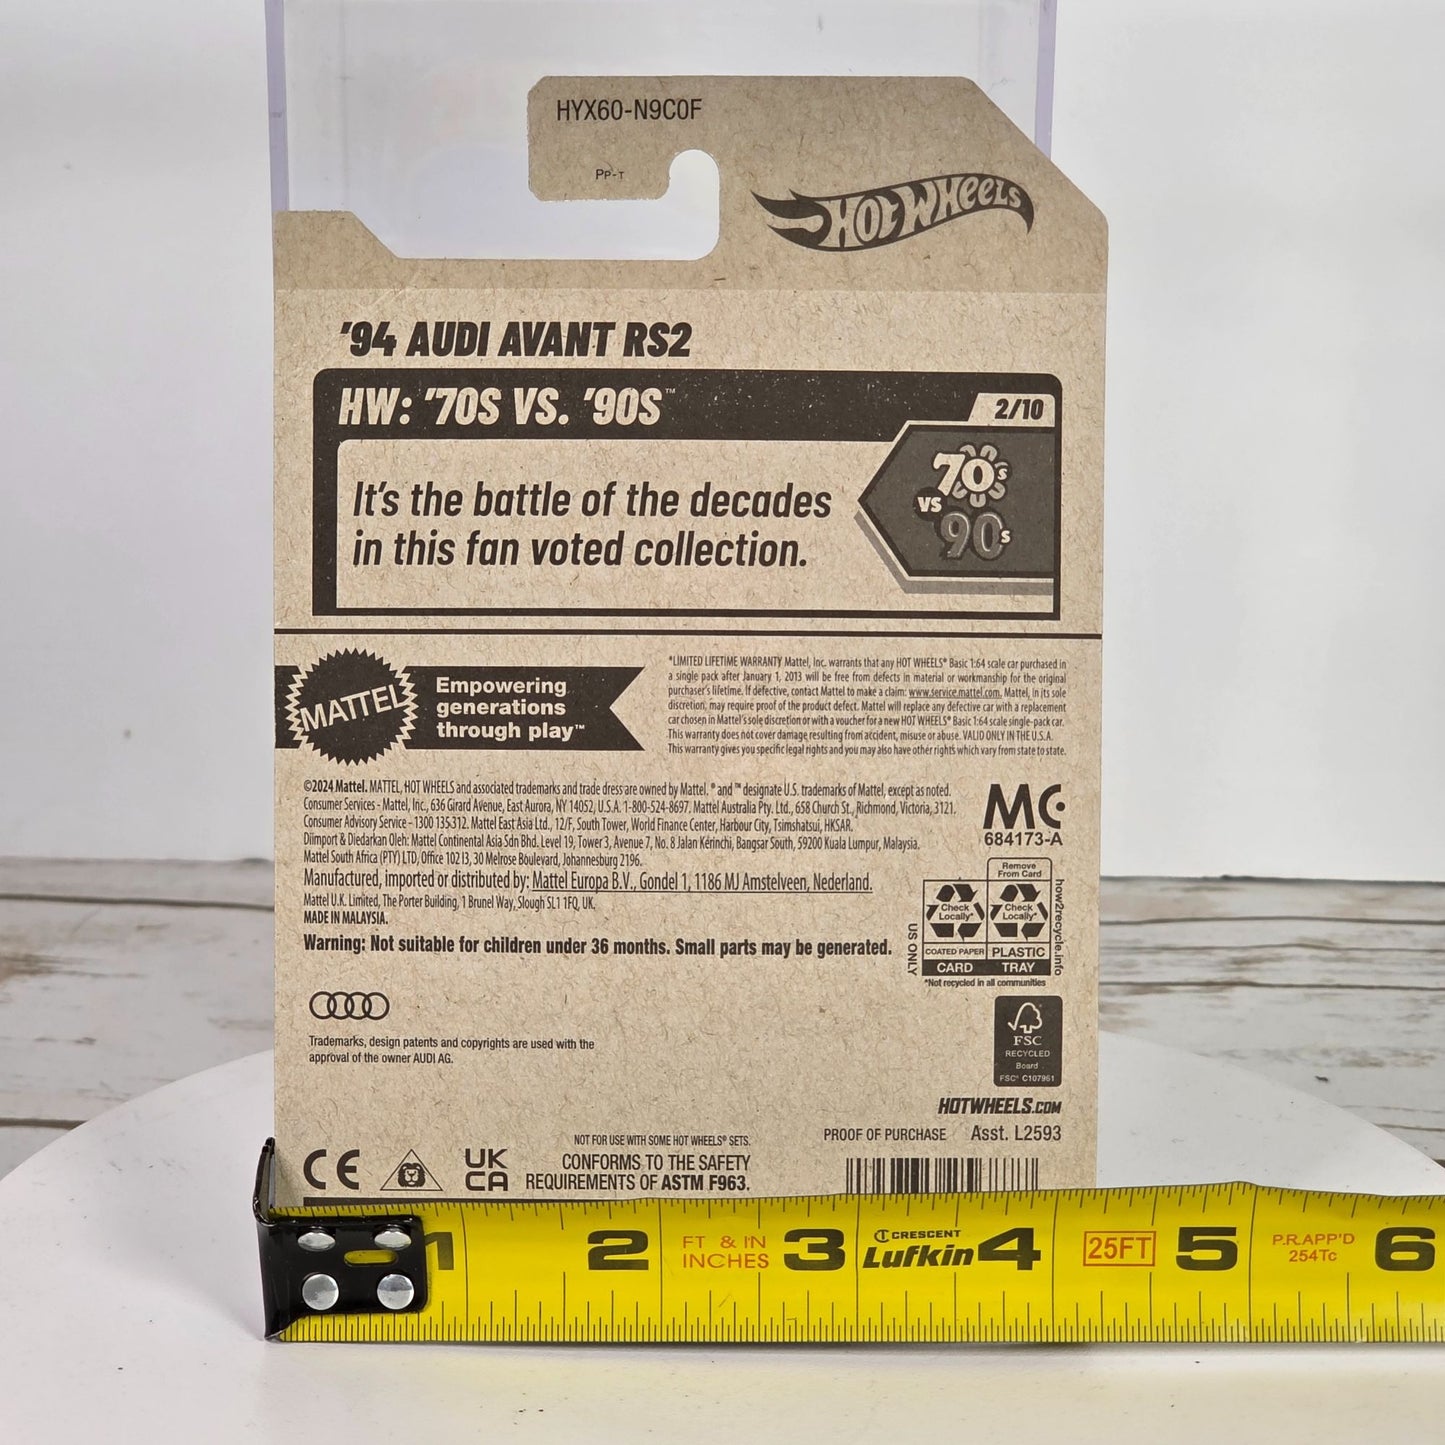 HYX60-N9C0F
PP-T
HOT WHEELS
'94 AUDI AVANT RS2
HW: '70S VS. '90S™
2/10
It's the battle of the decades
in this fan voted collection.
70s
VS
90s
MATTEL
Empowering
generations
through play™
*LIMITED LIFETIME WARRANTY Mattel, Inc. warrants that any HOT WHEELS® Basic 1:64 scale car purchased in
a single pack after January 1, 2013 will be free from defects in material or workmanship for the original
purchaser's lifetime. If defective, contact Mattel to make a claim: www.service.mattel.com. Mattel, in its sole
discretion, may require proof of the product defect. Mattel will replace any defective car with a replacement
car chosen in Mattel's sole discretion or with a voucher for a new HOT WHEELS® Basic 1:64 scale single-pack car.
This warranty does not cover damage resulting from accident, misuse or abuse. VALID ONLY IN THE U.S.A.
This warranty gives you specific legal rights and you may also have other rights which vary from state to state.
©2024 Mattel. MATTEL, HOT WHEELS and associated trademarks and trade dress are owned by Mattel. ® and ™ designate U.S. trademarks of Mattel, except as noted.
Consumer Services - Mattel, Inc., 636 Girard Avenue, East Aurora, NY 14052, U.S.A. 1-800-524-8697. Mattel Australia Pty. Ltd., 658 Church St., Richmond, Victoria, 3121.
Consumer Advisory Service - 1300 135 312. Mattel East Asia Ltd., 12/F, South Tower, World Finance Center, Harbour City, Tsimshatsui, HKSAR.
Diimport & Diedarkan Oleh: Mattel Continental Asia Sdn Bhd. Level 19, Tower 3, Avenue 7, No. 8 Jalan Kerinchi, Bangsar South, 59200 Kuala Lumpur, Malaysia.
Mattel South Africa (PTY) LTD, Office 102 I3, 30 Melrose Boulevard, Johannesburg 2196.
Manufactured, imported or distributed by: Mattel Europa B.V., Gondel 1, 1186 MJ Amstelveen, Nederland.
Mattel U.K. Limited, The Porter Building, 1 Brunel Way, Slough SL1 1FQ, UK.
MADE IN MALAYSIA.
Warning: Not suitable for children under 36 months. Small parts may be generated.
MC
684173-A
Remove
From Card
Check
Locally*
Check
Locally*
COATED PAPER
PLASTIC
CARD
TRAY
US ONLY
how2recycle.info
*Not recycled in all communities
Trademarks, design patents and copyrights are used with the
approval of the owner AUDI AG.
FSC
RECYCLED
Board
FSC® C107961
HOTWHEELS.COM
PROOF OF PURCHASE
Asst. L2593
CE
UK
CA
NOT FOR USE WITH SOME HOT WHEELS® SETS.
CONFORMS TO THE SAFETY
REQUIREMENTS OF ASTM F963.
1
2
FT & IN
INCHES
3
CRESCENT
Lufkin
4
25FT
5
P.R.APP'D
254Tc
6